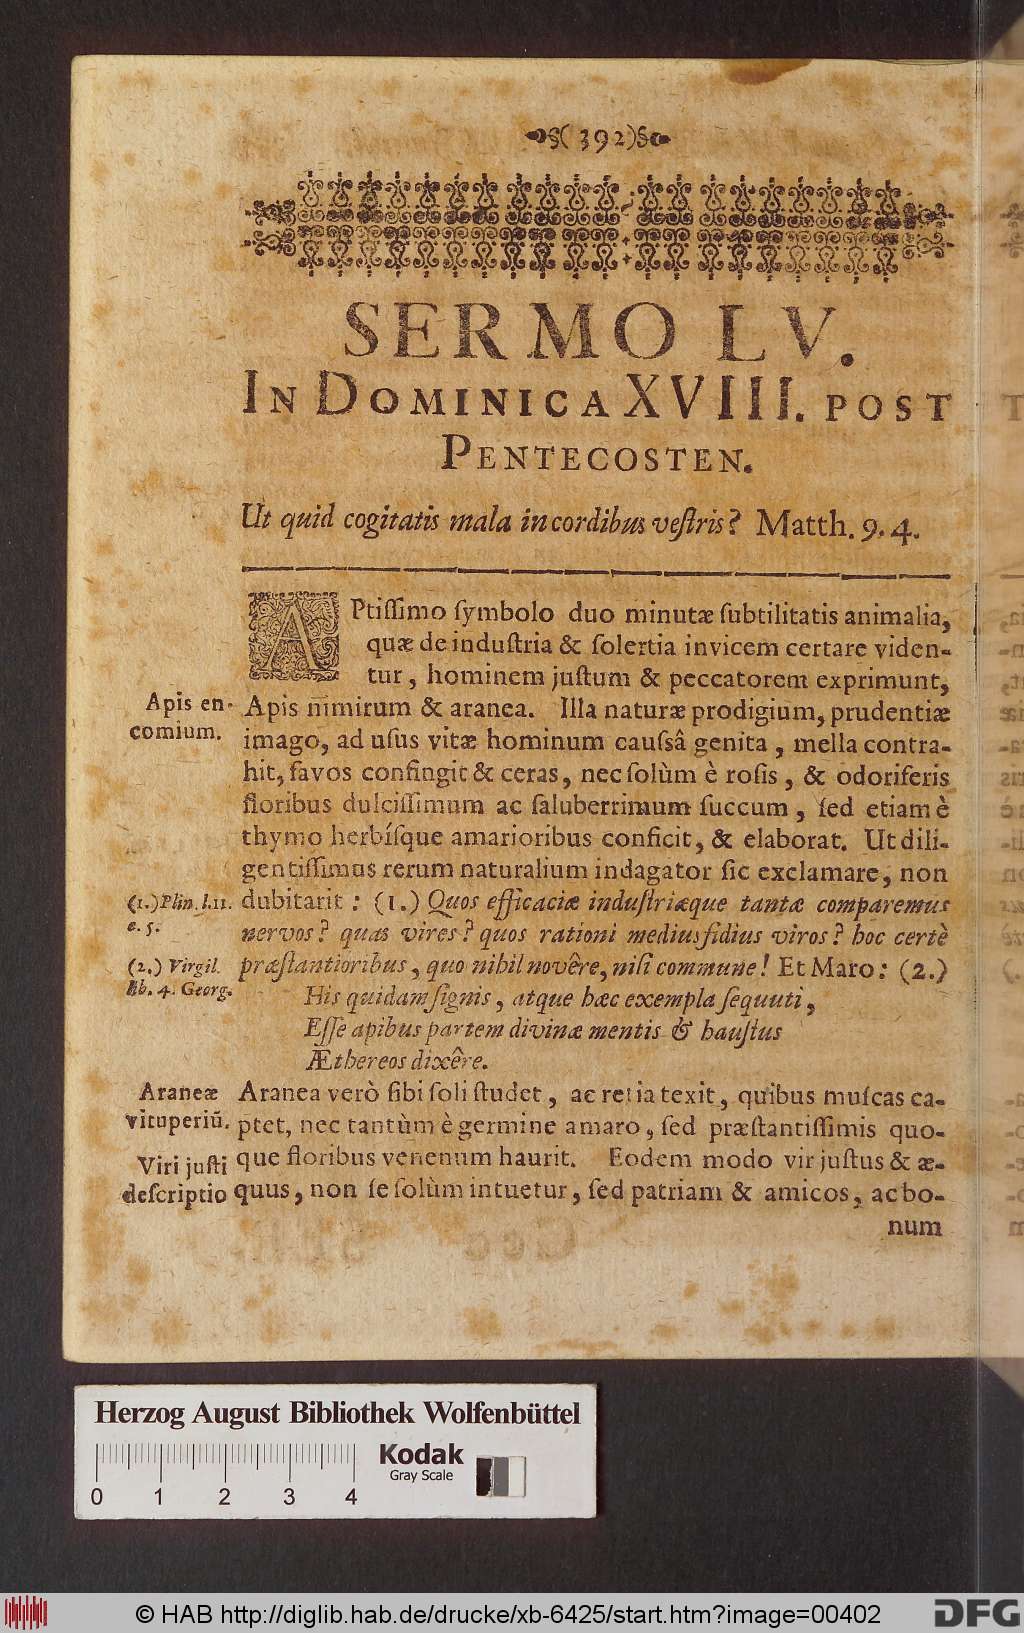 (392)
SERMO LV.
IN DOMINICA XVIII. POST
PENTECOSTEN.
Ut quid cogitatis mala in cordibus veſtris? Matth. 9. 4.
APtiſſimo ſymbolo duo minutæ ſubtilitatis animalia,
quæ de induſtria & ſolertia invicem certare viden-
tur, hominem juſtum & peccatorem exprimunt,
Apis en-
comium.
Apis nimirum & aranea. Illa naturæ prodigium, prudentiæ
imago, ad uſus vitæ hominum cauſsâ genita, mella contra-
hit, favos confingit & ceras, nec ſolùm è roſis, & odoriferis
floribus dulciſſimum ac ſaluberrimum ſuccum, ſed etiam è
thymo herbíſque amarioribus conficit, & elaborat. Ut dili-
gentiſſimus rerum naturalium indagator ſic exclamare, non
(1.) Plin. l. 11.
c. 5.
dubitarit: (1.) Quos efficaciæ induſtriæque tantæ comparemus
nervos? quas vires? quos rationi mediusfidius viros? hoc certè
(2.) Virgil.
lib. 4. Georg.
præſtantioribus, quo nihil novêre, niſi commune! Et Maro: (2.)
His quidam ſignis, atque hæc exempla ſequuti,
Eſſe apibus partem divinæ mentis & hauſtus
Æthereos dixêre.
Araneæ
vituperiũ.
Aranea verò ſibi ſoli ſtudet, ac retia texit, quibus muſcas ca-
ptet, nec tantùm è germine amaro, ſed præſtantiſſimis quo-
Viri juſti
deſcriptio
que floribus venenum haurit. Eodem modo vir juſtus & æ-
quus, non ſe ſolùm intuetur, ſed patriam & amicos, ac bo-
num
Herzog August Bibliothek Wolfenbüttel
Kodak
Gray Scale
0 1 2 3 4
© HAB http://diglib.hab.de/drucke/xb-6425/start.htm?image=00402
DFG